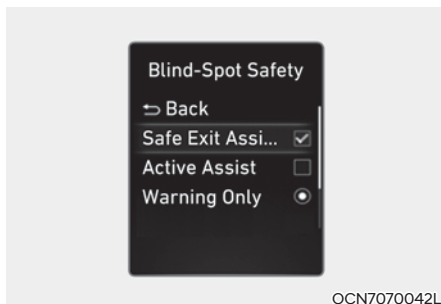 Blind-Spot Safety
Back
Safe Exit Assi...
Active Assist
Warning Only
OCN7070042L